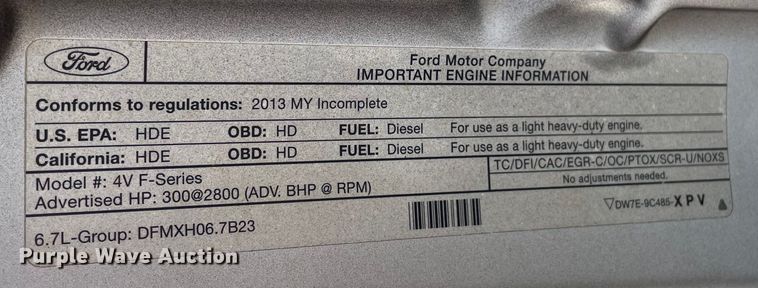 Ford
Ford Motor Company
IMPORTANT ENGINE INFORMATION
Conforms to regulations: 2013 MY Incomplete
U.S. EPA: HDE OBD: HD FUEL: Diesel For use as a light heavy-duty engine.
California: HDE OBD: HD FUEL: Diesel For use as a light heavy-duty engine.
Model #: 4V F-Series
Advertised HP: 300@2800 (ADV. BHP @ RPM)
TC/DFI/CAC/EGR-C/OC/PTOX/SCR-U/NOXS
No adjustments needed.
6.7L-Group: DFMXH06.7B23
▽DW7E-9C485-XPV ▲
Purple Wave Auction